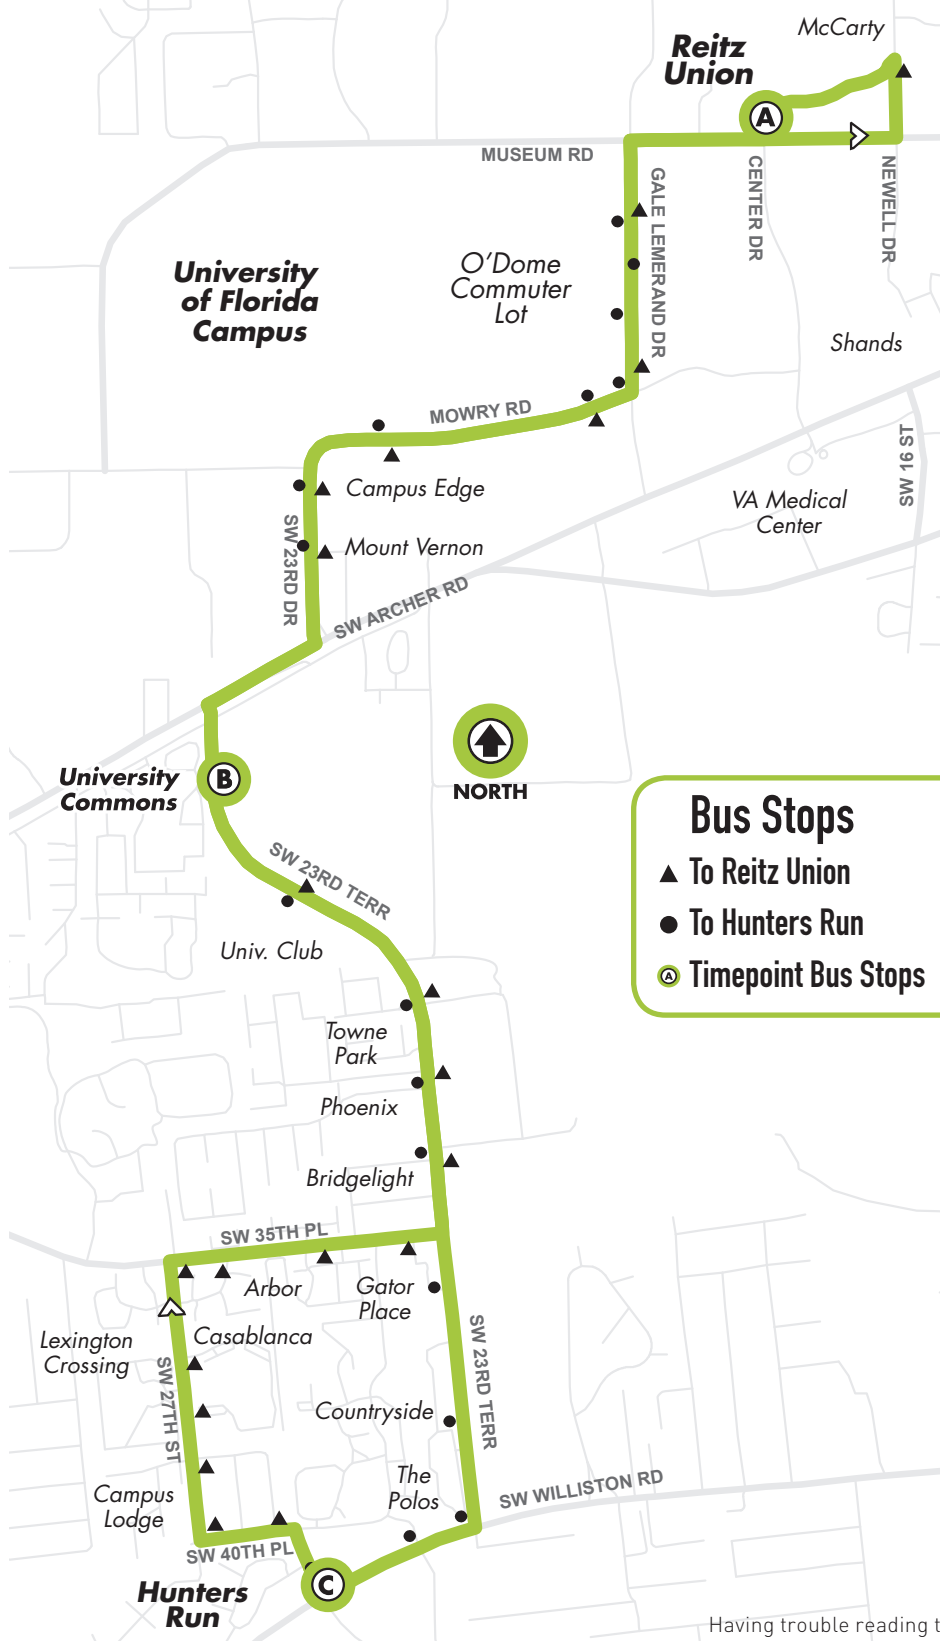 McCarty
Reitz
Union
A
MUSEUM RD
CENTER DR
NEWELL DR
GALE LEMERAND DR
University
of Florida
Campus
O'Dome
Commuter
Lot
Shands
MOWRY RD
SW 16 ST
Campus Edge
VA Medical
Center
SW 23RD DR
Mount Vernon
SW ARCHER RD
University
Commons
B
NORTH
Bus Stops
To Reitz Union
To Hunters Run
A Timepoint Bus Stops
SW 23RD TERR
Univ. Club
Towne
Park
Phoenix
Bridgelight
SW 35TH PL
Arbor
Gator
Place
Lexington
Crossing
Casablanca
SW 27TH ST
SW 23RD TERR
Countryside
The
Polos
Campus
Lodge
SW WILLISTON RD
SW 40TH PL
Hunters
Run
C
Having trouble reading t